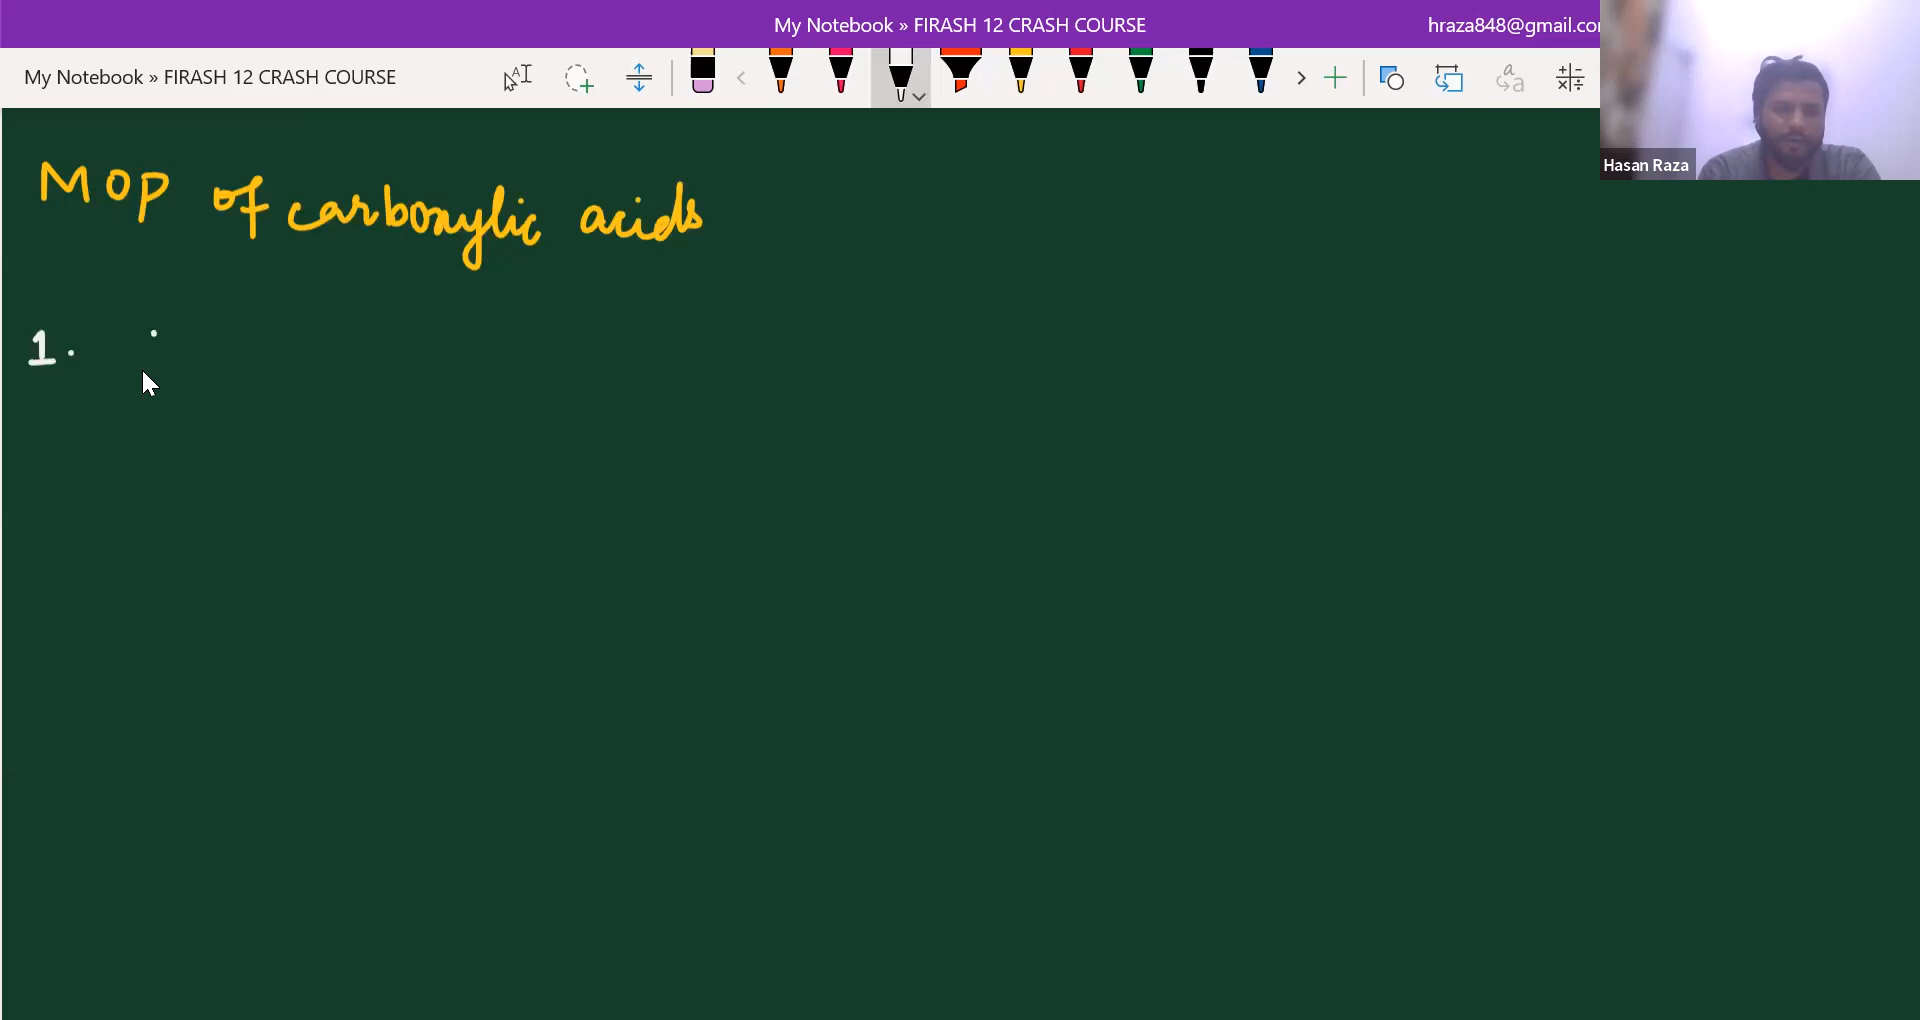 My Notebook » FIRASH 12 CRASH COURSE
hraza848@gmail.co
My Notebook » FIRASH 12 CRASH COURSE
Hasan Raza
MOP of carboxylic acids
1.